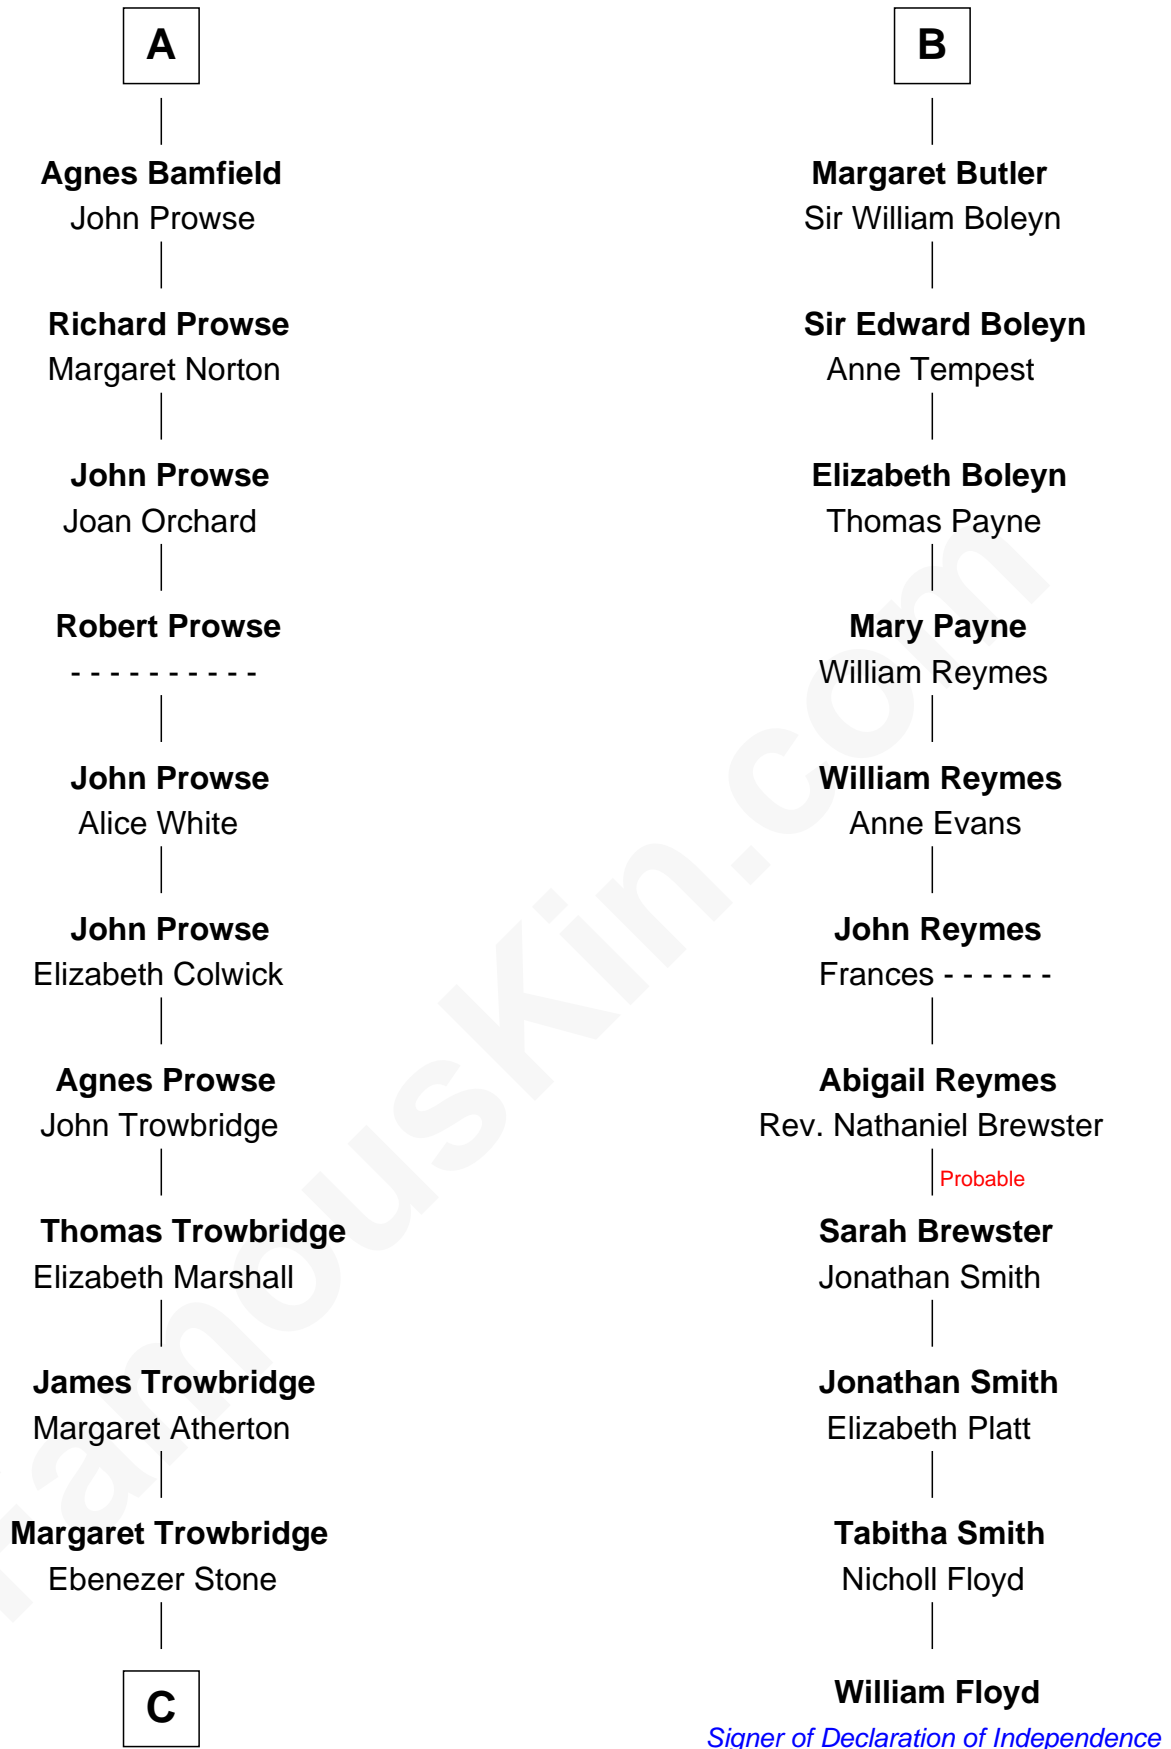 A
Agnes Bamfield
John Prowse
Richard Prowse
Margaret Norton
John Prowse
Joan Orchard
Robert Prowse
- - - - - - - - - -
John Prowse
Alice White
John Prowse
Elizabeth Colwick
Agnes Prowse
John Trowbridge
Thomas Trowbridge
Elizabeth Marshall
James Trowbridge
Margaret Atherton
Margaret Trowbridge
Ebenezer Stone
C
B
Margaret Butler
Sir William Boleyn
Sir Edward Boleyn
Anne Tempest
Elizabeth Boleyn
Thomas Payne
Mary Payne
William Reymes
William Reymes
Anne Evans
John Reymes
Frances - - - - - -
Abigail Reymes
Rev. Nathaniel Brewster
Probable
Sarah Brewster
Jonathan Smith
Jonathan Smith
Elizabeth Platt
Tabitha Smith
Nicholl Floyd
William Floyd
Signer of Declaration of Independence
FamousKin.com